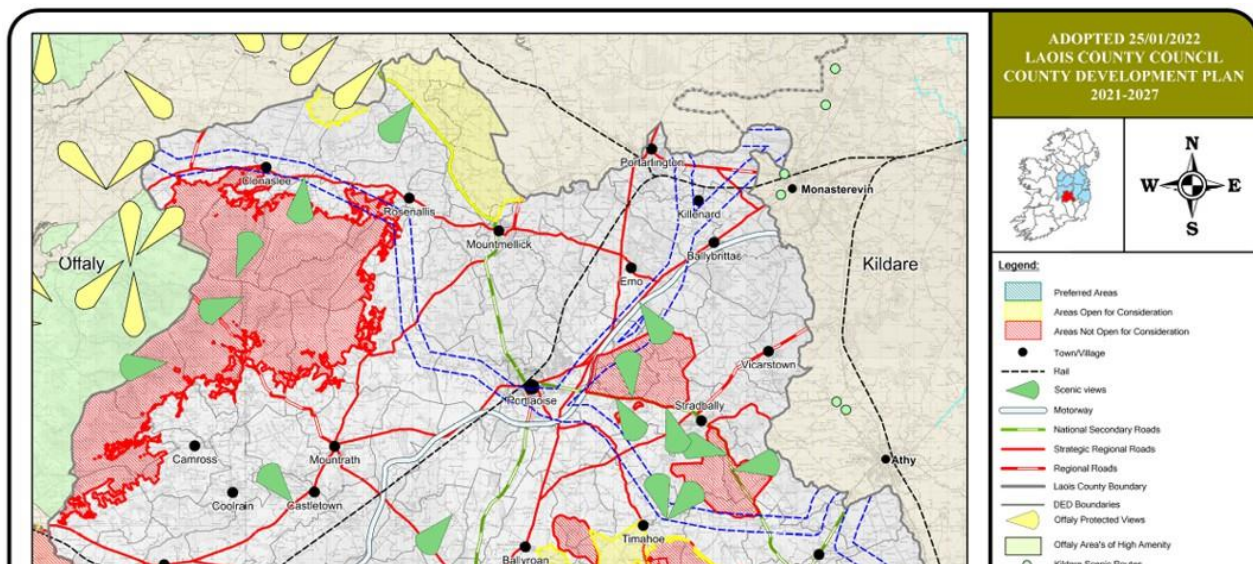 ADOPTED 25/01/2022
LAOIS COUNTY COUNCIL
COUNTY DEVELOPMENT PLAN
2021-2027
N
W
E
S
Portarlington
Clonaslee
Monasterevin
Rosenallis
Killenard
Mountmellick
Ballybrittas
Offaly
Kildare
Emo
Vicarstown
Portlaoise
Stradbally
Camross
Mountrath
Athy
Coolrain
Castletown
Timahoe
Ballyroan
Legend:
Preferred Areas
Areas Open for Consideration
Areas Not Open for Consideration
Town/Village
Rail
Scenic views
Motorway
National Secondary Roads
Strategic Regional Roads
Regional Roads
Laois County Boundary
DED Boundaries
Offaly Protected Views
Offaly Area's of High Amenity
Kildare Scenic Routes